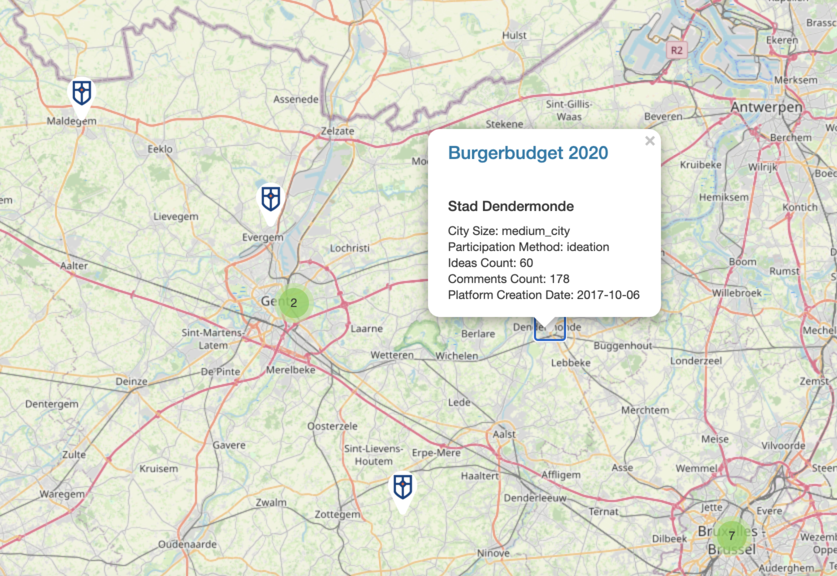 Hulst
R2
Ekeren
Merksem
Assenede
Maldegem
Zelzate
Stekene
Sint-Gillis-
Waas
Beveren
Antwerpen
Berchem
Eeklo
Burgerbudget 2020
×
Kruibeke
Wilrijk
Stad Dendermonde
City Size: medium_city
Participation Method: ideation
Ideas Count: 60
Comments Count: 178
Platform Creation Date: 2017-10-06
Hemiksem
Kontich
Lievegem
Evergem
Lochristi
Aalter
Boom
Rumst
Willebroek
2
Laarne
Sint-Martens-
Latem
Berlare
Wetteren
Wichelen
Lebbeke
Buggenhout
Londerzeel
De Pinte
Merelbeke
Deinze
Dentergem
Lede
Merchtem
Oosterzele
Aalst
Meise
Vilvoorde
Gavere
Sint-Lievens-
Houtem
Erpe-Mere
Zulte
Kruisem
Haaltert
Affligem
Asse
Wemmel
Waregem
Zwalm
Zottegem
Denderleeuw
Ternat
Jette
Evere
Oudenaarde
Ninove
Dilbeek
7
Brussel
Auderghem